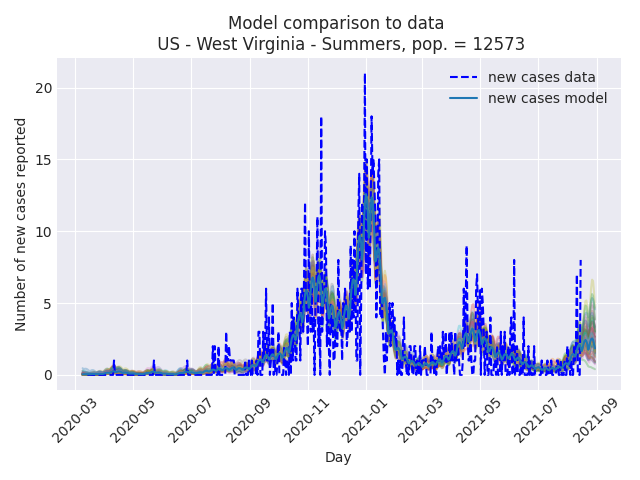 Model comparison to data
US - West Virginia - Summers, pop. = 12573
new cases data
new cases model
Number of new cases reported
20
15
10
5
0
2020-03
2020-05
2020-07
2020-09
2020-11
2021-01
2021-03
2021-05
2021-07
2021-09
Day